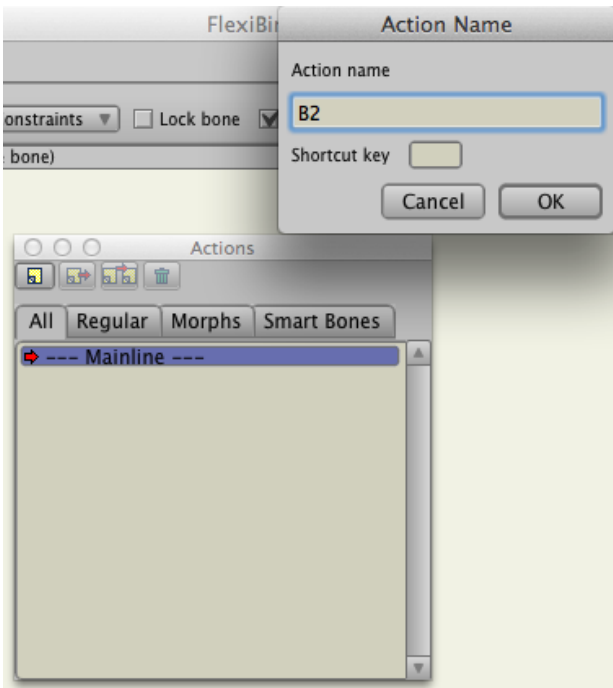 FlexiBi
Action Name
Action name
B2
Shortcut key
Cancel
OK
onstraints
Lock bone
bone)
Actions
All
Regular
Morphs
Smart Bones
--- Mainline ---